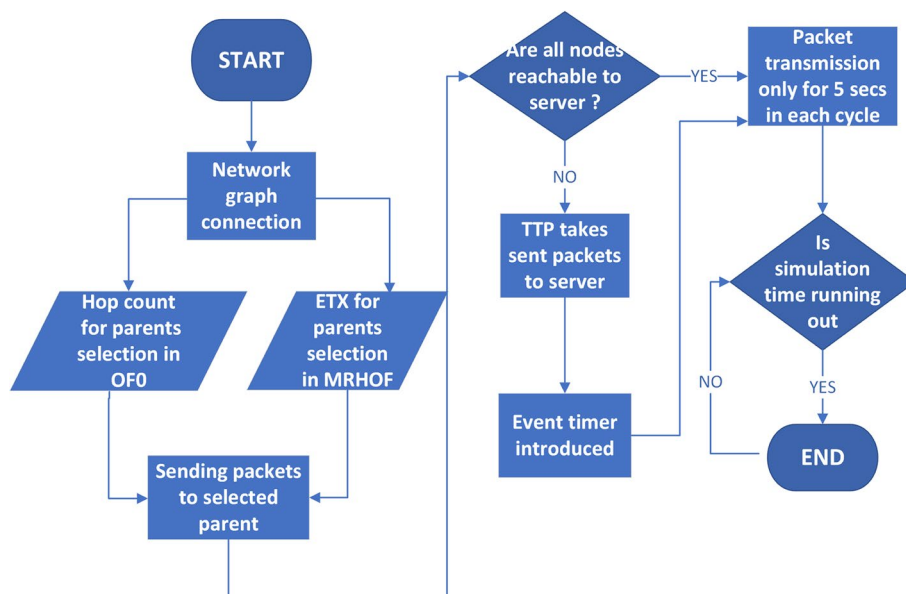 START
Network
graph
connection
Hop count
for parents
selection in
OF0
ETX for
parents
selection
in MRHOF
Sending packets
to selected
parent
Are all nodes
reachable to
server ?
YES
NO
TTP takes
sent packets
to server
Event timer
introduced
Packet
transmission
only for 5 secs
in each cycle
Is
simulation
time running
out
NO
YES
END